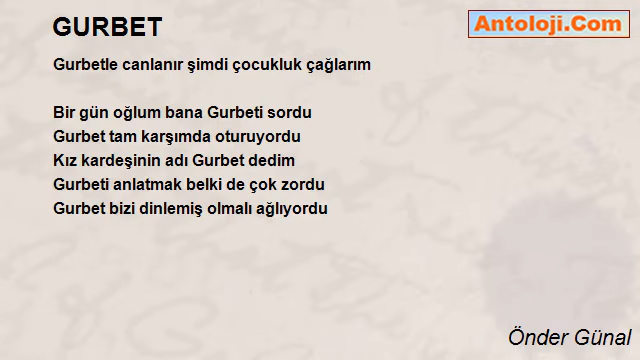 GURBET
Antoloji.Com
Gurbetle canlanır şimdi çocukluk çağlarım
Bir gün oğlum bana Gurbeti sordu
Gurbet tam karşımda oturuyordu
Kız kardeşinin adı Gurbet dedim
Gurbeti anlatmak belki de çok zordu
Gurbet bizi dinlemiş olmalı ağlıyordu
Önder Günal